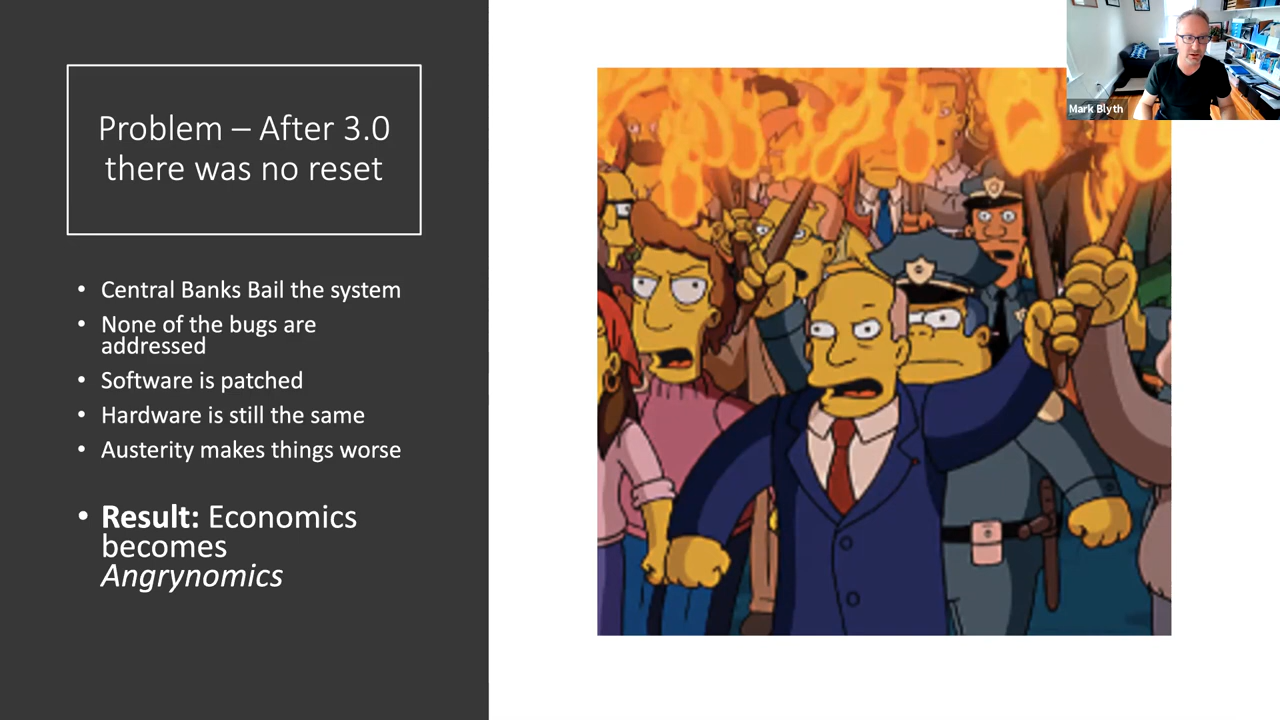 Problem – After 3.0
there was no reset
• Central Banks Bail the system
• None of the bugs are
addressed
• Software is patched
• Hardware is still the same
• Austerity makes things worse
• Result: Economics
becomes
Angrynomics
Mark Blyth